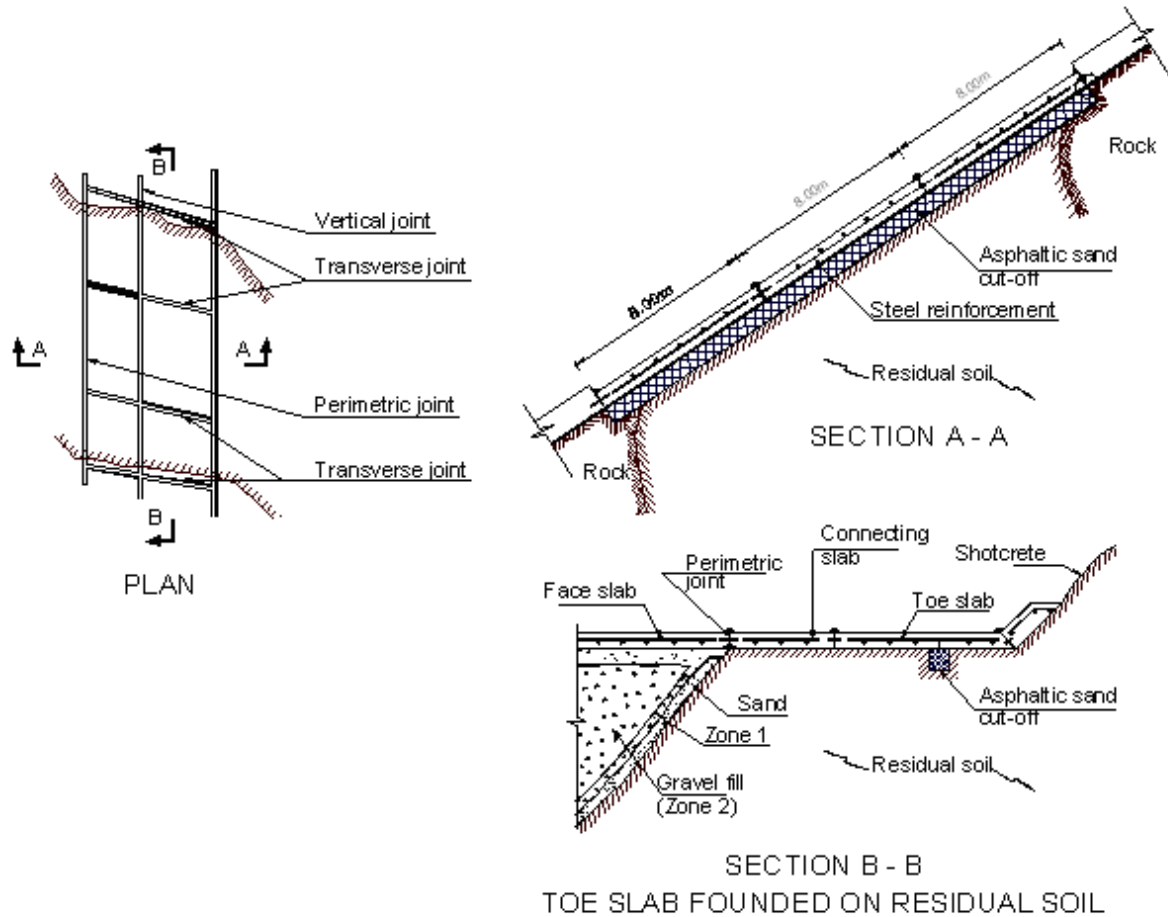 B
Vertical joint
Transverse joint
A
A
Perimetric joint
Transverse joint
B
PLAN
8.00m
8.00m
8.00m
Rock
Asphaltic sand
cut-off
Steel reinforcement
Residual soil
SECTION A - A
Rock
Connecting
slab
Perimetric
joint
Shotcrete
Face slab
Toe slab
Sand
Asphaltic sand
cut-off
Zone 1
Residual soil
Gravel fill
(Zone 2)
SECTION B - B
TOE SLAB FOUNDED ON RESIDUAL SOIL